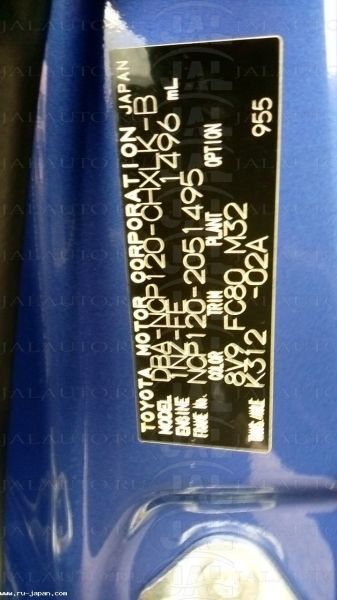 TOYOTA MOTOR CORPORATION JAPAN
MODEL DBA-NCP120-CHXLK-B
ENGINE 1NZ-FE 1496 mL
FRAME No. NCP120-2051495
COLOR TRIM PLANT OPTION
8V9 FC80 M32 955
TRANS./AXLE K312 -02A
JALAUTO.RU
www.ru-japan.com